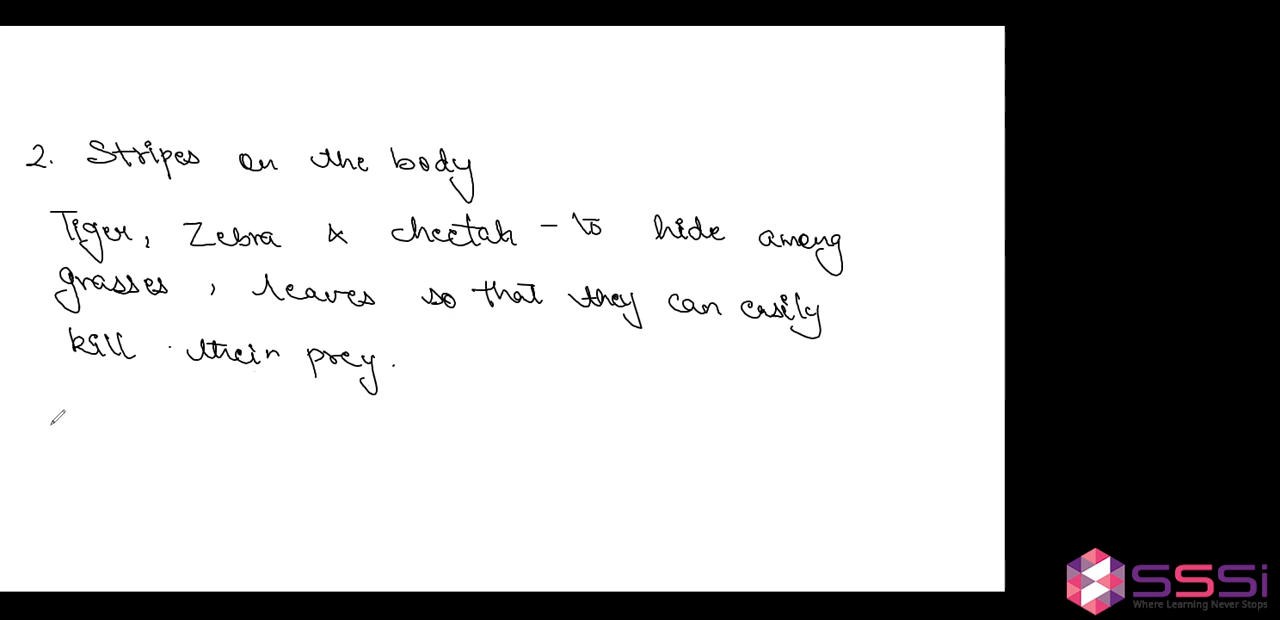 2. Stripes on the body
Tiger, Zebra & cheetah - to hide among
grasses, leaves so that they can easily
kill their prey.
SSSi
Where Learning Never Stops